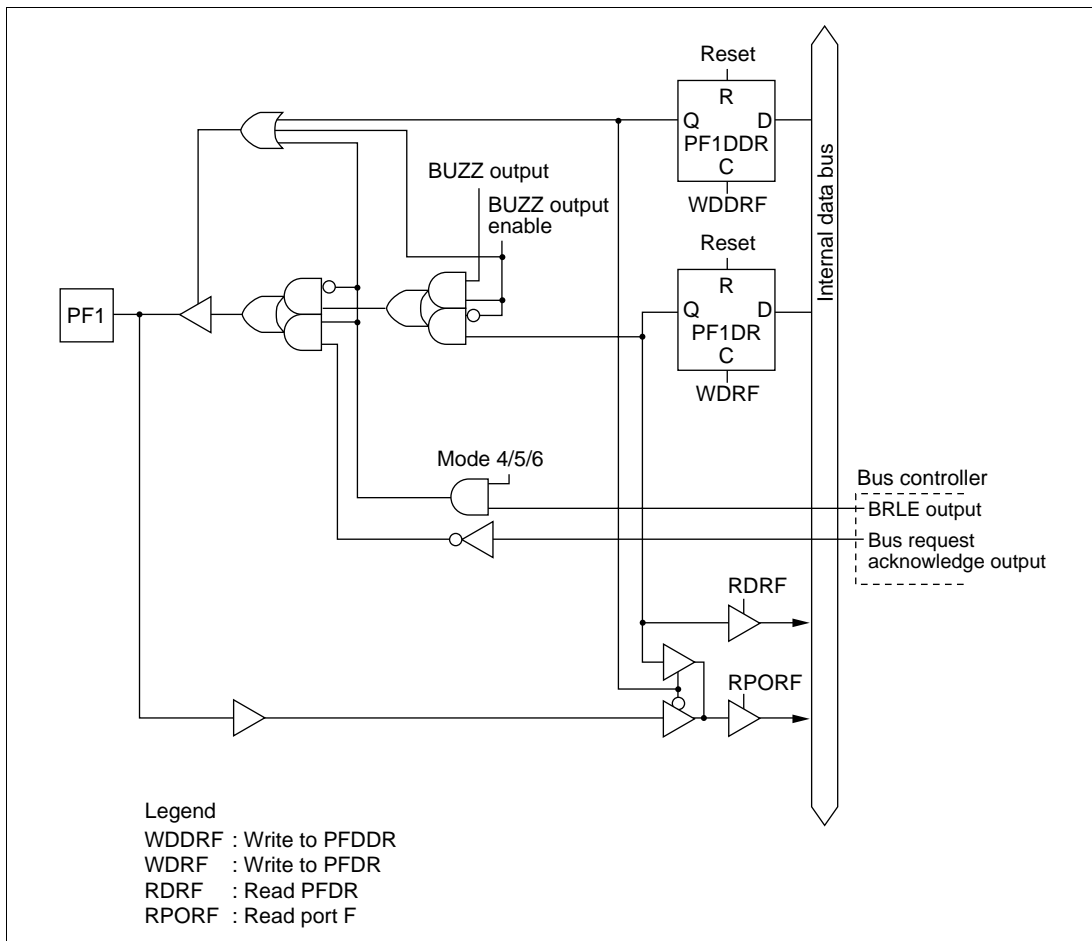 Reset
R
Q D
PF1DDR
C
WDDRF
BUZZ output
BUZZ output
enable
Internal data bus
Reset
R
Q D
PF1DR
C
WDRF
PF1
Mode 4/5/6
Bus controller
BRLE output
Bus request
acknowledge output
RDRF
RPORF
Legend
WDDRF : Write to PFDDR
WDRF : Write to PFDR
RDRF : Read PFDR
RPORF : Read port F